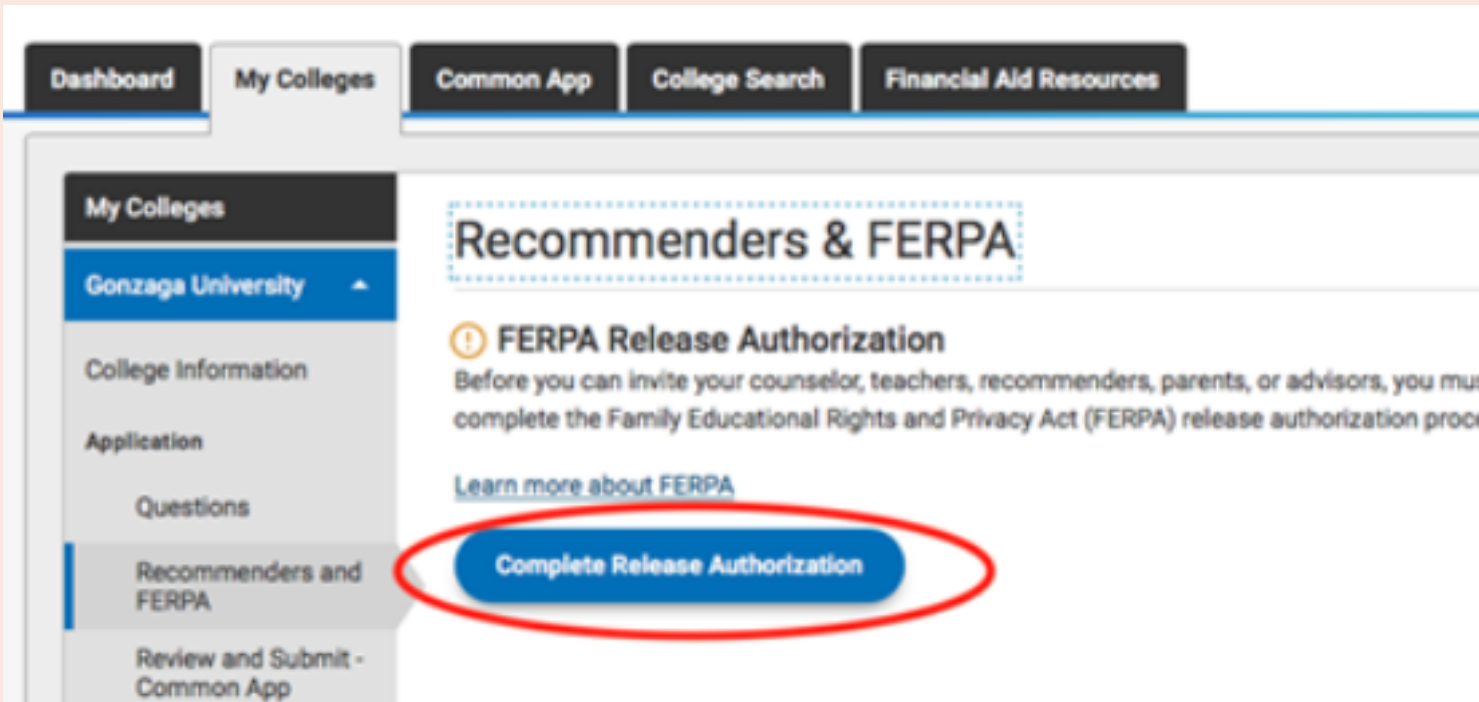 Dashboard
My Colleges
Common App
College Search
Financial Aid Resources
My Colleges
Gonzaga University
College Information
Application
Questions
Recommenders and
FERPA
Review and Submit -
Common App
Recommenders & FERPA
FERPA Release Authorization
Before you can invite your counselor, teachers, recommenders, parents, or advisors, you
complete the Family Educational Rights and Privacy Act (FERPA) release authorization
Learn more about FERPA
Complete Release Authorization